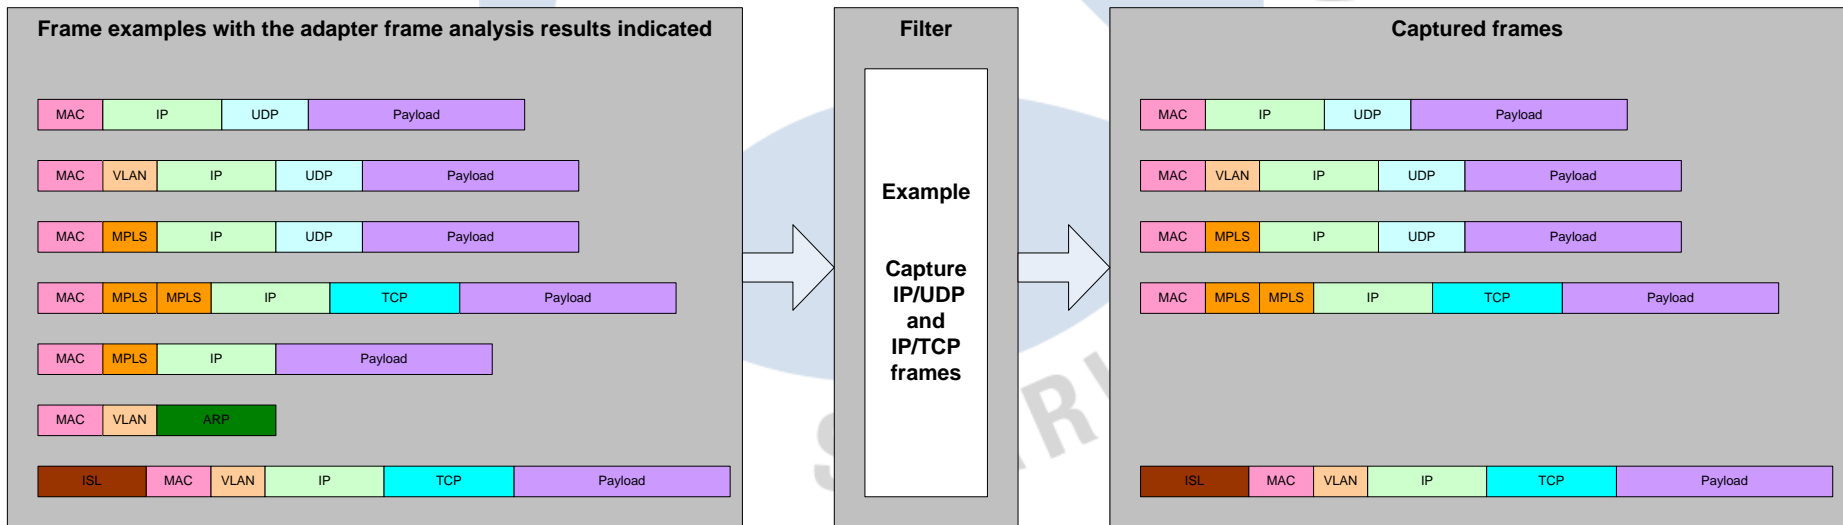 Frame examples with the adapter frame analysis results indicated
MAC IP UDP Payload
MAC VLAN IP UDP Payload
MAC MPLS IP UDP Payload
MAC MPLS MPLS IP TCP Payload
MAC MPLS IP Payload
MAC VLAN ARP
ISL MAC VLAN IP TCP Payload
Filter
Example
Capture
IP/UDP
and
IP/TCP
frames
Captured frames
MAC IP UDP Payload
MAC VLAN IP UDP Payload
MAC MPLS IP UDP Payload
MAC MPLS MPLS IP TCP Payload
ISL MAC VLAN IP TCP Payload